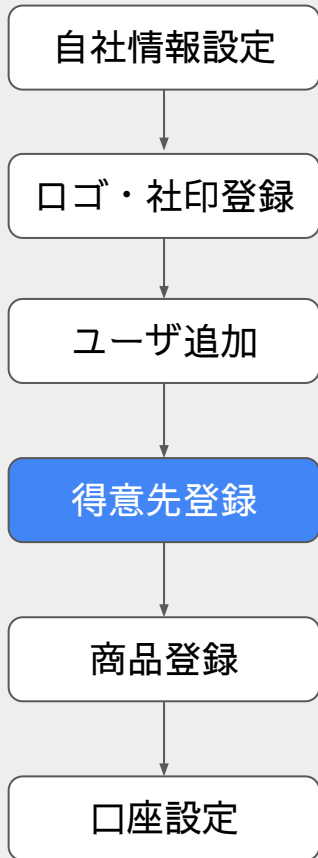 自社情報設定
ロゴ・社印登録
ユーザ追加
得意先登録
商品登録
口座設定